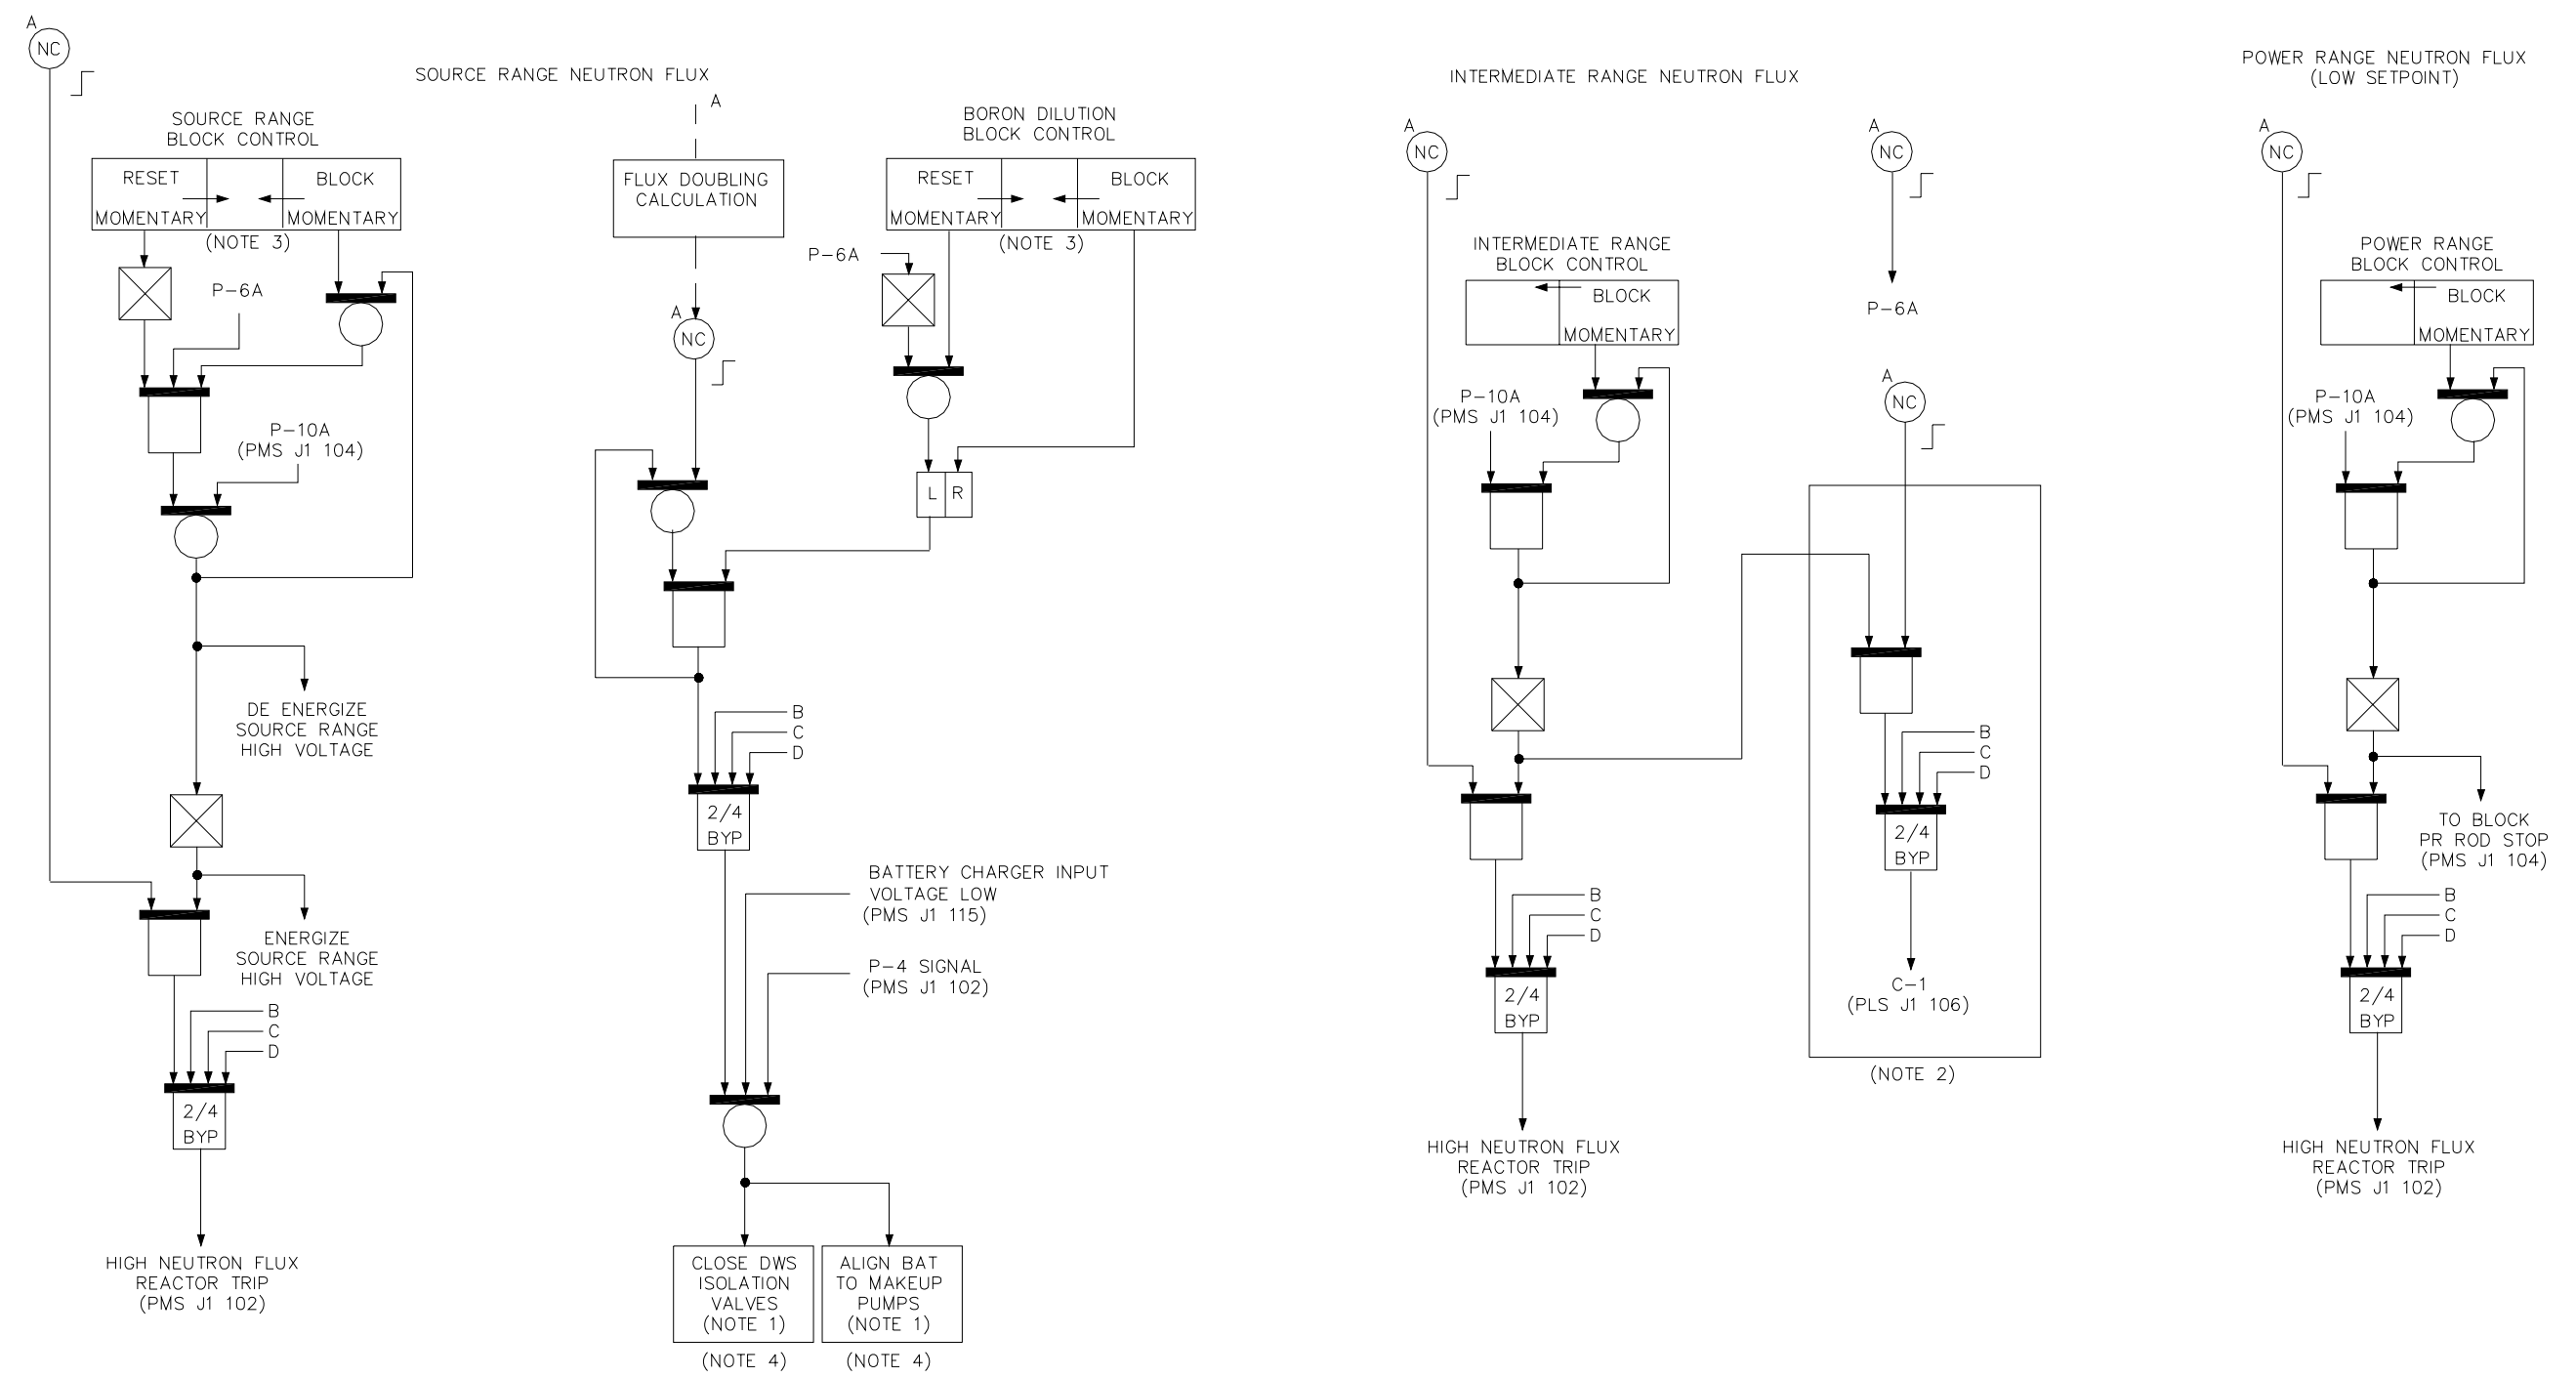 A
NC
SOURCE RANGE NEUTRON FLUX
SOURCE RANGE
BLOCK CONTROL
RESET
BLOCK
MOMENTARY
MOMENTARY
(NOTE 3)
P-6A
P-10A
(PMS J1 104)
DE ENERGIZE
SOURCE RANGE
HIGH VOLTAGE
ENERGIZE
SOURCE RANGE
HIGH VOLTAGE
B
C
D
2/4
BYP
HIGH NEUTRON FLUX
REACTOR TRIP
(PMS J1 102)
A
FLUX DOUBLING
CALCULATION
A
NC
BORON DILUTION
BLOCK CONTROL
RESET
BLOCK
MOMENTARY
MOMENTARY
(NOTE 3)
P-6A
L
R
B
C
D
2/4
BYP
BATTERY CHARGER INPUT
VOLTAGE LOW
(PMS J1 115)
P-4 SIGNAL
(PMS J1 102)
CLOSE DWS
ISOLATION
VALVES
(NOTE 1)
(NOTE 4)
ALIGN BAT
TO MAKEUP
PUMPS
(NOTE 1)
(NOTE 4)
INTERMEDIATE RANGE NEUTRON FLUX
A
NC
INTERMEDIATE RANGE
BLOCK CONTROL
BLOCK
MOMENTARY
P-10A
(PMS J1 104)
B
C
D
2/4
BYP
HIGH NEUTRON FLUX
REACTOR TRIP
(PMS J1 102)
A
NC
P-6A
A
NC
B
C
D
2/4
BYP
C-1
(PLS J1 106)
(NOTE 2)
POWER RANGE NEUTRON FLUX
(LOW SETPOINT)
A
NC
POWER RANGE
BLOCK CONTROL
BLOCK
MOMENTARY
P-10A
(PMS J1 104)
TO BLOCK
PR ROD STOP
(PMS J1 104)
B
C
D
2/4
BYP
HIGH NEUTRON FLUX
REACTOR TRIP
(PMS J1 102)